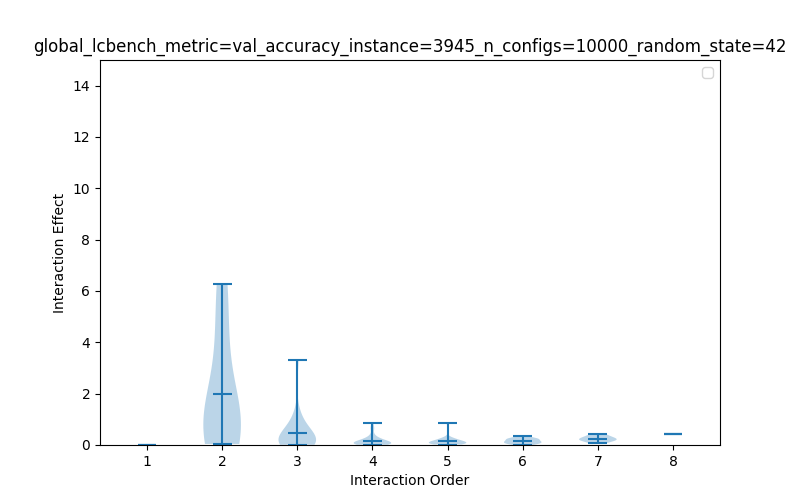 global_lcbench_metric=val_accuracy_instance=3945_n_configs=10000_random_state=42
14
12
10
8
6
4
2
0
Interaction Effect
1 2 3 4 5 6 7 8
Interaction Order